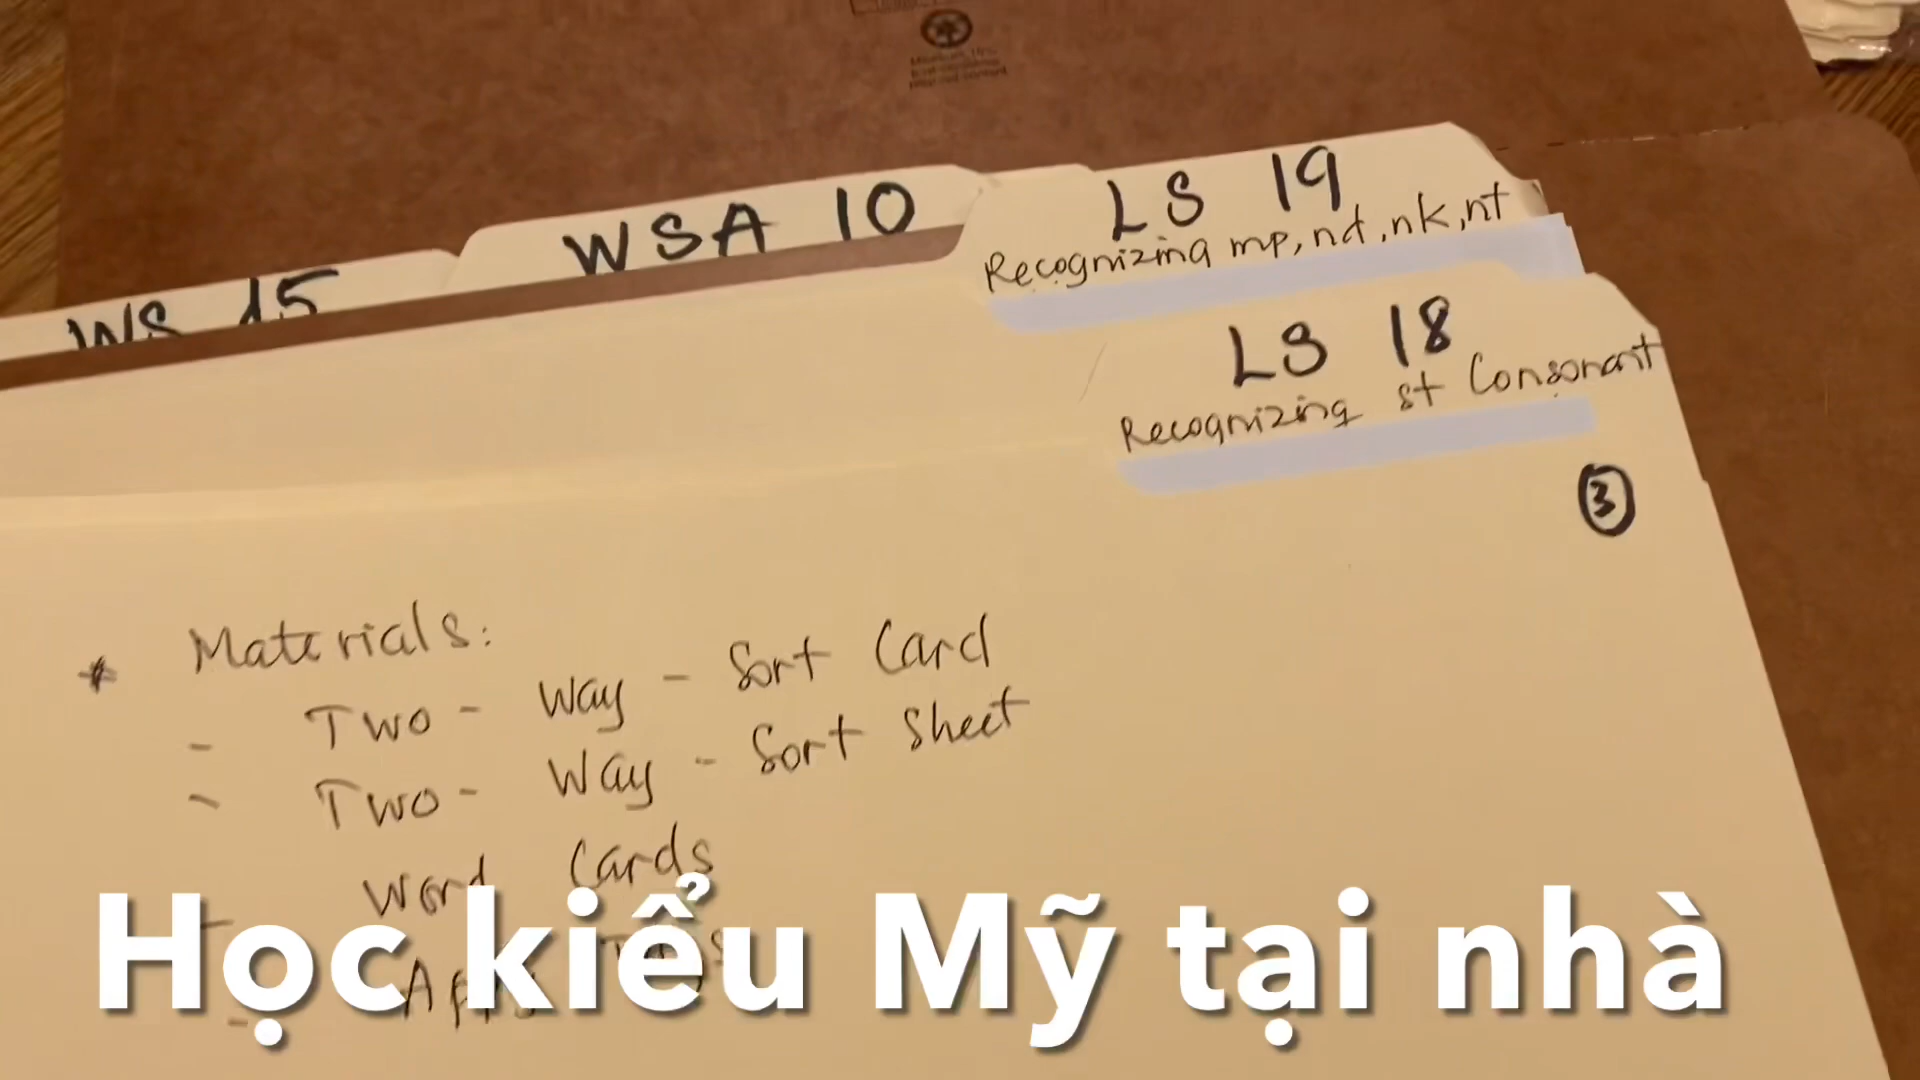 WSA 10
LS 19
Recognizing mp, nd, nk, nt
WS 15
LS 18
Recognizing st Consonant
3
* Materials:
- Two - Way - Sort Card
- Two - Way - Sort Sheet
- Word Cards
Học kiểu Mỹ tại nhà